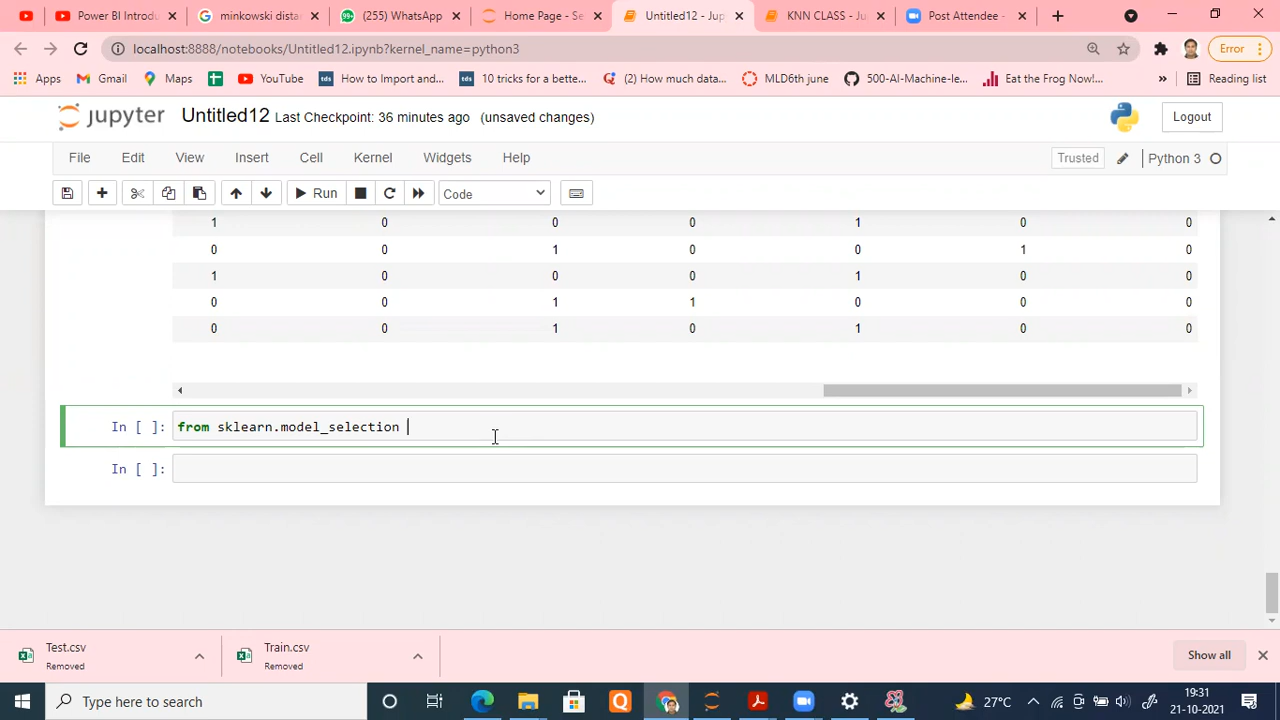 Power BI Introdu
minkowski dista
(255) WhatsApp
Home Page - Se
Untitled12 - Jup
KNN CLASS - Ju
Post Attendee -
localhost:8888/notebooks/Untitled12.ipynb?kernel_name=python3
Error
Apps
Gmail
Maps
YouTube
tds How to Import and...
tds 10 tricks for a bette...
(2) How much data...
MLD6th june
500-AI-Machine-le...
Eat the Frog Now!...
»
Reading list
jupyter
Untitled12 Last Checkpoint: 36 minutes ago (unsaved changes)
Logout
File Edit View Insert Cell Kernel Widgets Help
Trusted
Python 3
Run
Code
1 0 0 0 1 0 0
0 0 1 0 0 1 0
1 0 0 0 1 0 0
0 0 1 1 0 0 0
0 0 1 0 1 0 0
In [ ]: from sklearn.model_selection
In [ ]:
Test.csv
Removed
Train.csv
Removed
Show all
Type here to search
27°C
19:31
21-10-2021